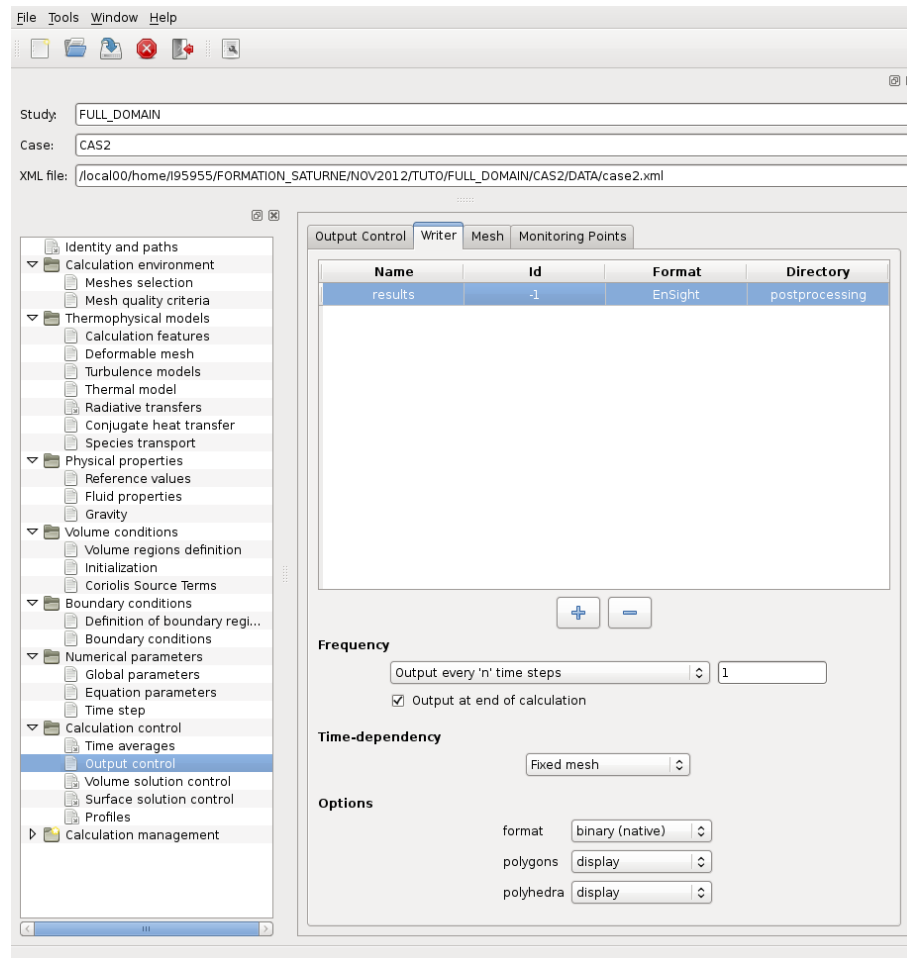 File Tools Window Help
Study: FULL_DOMAIN
Case: CAS2
XML file: /local00/home/I95955/FORMATION_SATURNE/NOV2012/TUTO/FULL_DOMAIN/CAS2/DATA/case2.xml
Identity and paths
Calculation environment
Meshes selection
Mesh quality criteria
Thermophysical models
Calculation features
Deformable mesh
Turbulence models
Thermal model
Radiative transfers
Conjugate heat transfer
Species transport
Physical properties
Reference values
Fluid properties
Gravity
Volume conditions
Volume regions definition
Initialization
Coriolis Source Terms
Boundary conditions
Definition of boundary regi...
Boundary conditions
Numerical parameters
Global parameters
Equation parameters
Time step
Calculation control
Time averages
Output control
Volume solution control
Surface solution control
Profiles
Calculation management
Output Control Writer Mesh Monitoring Points
Name Id Format Directory
results -1 EnSight postprocessing
Frequency
Output every 'n' time steps 1
Output at end of calculation
Time-dependency
Fixed mesh
Options
format binary (native)
polygons display
polyhedra display